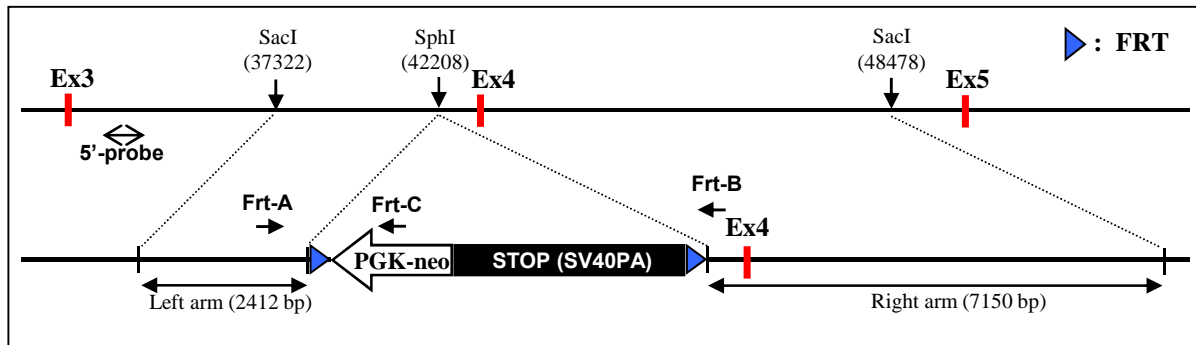 SacI
(37322)
SphI
(42208)
SacI
(48478)
: FRT
Ex3
Ex4
Ex5
5'-probe
Frt-A
Frt-C
Frt-B
Ex4
PGK-neo
STOP (SV40PA)
Left arm (2412 bp)
Right arm (7150 bp)